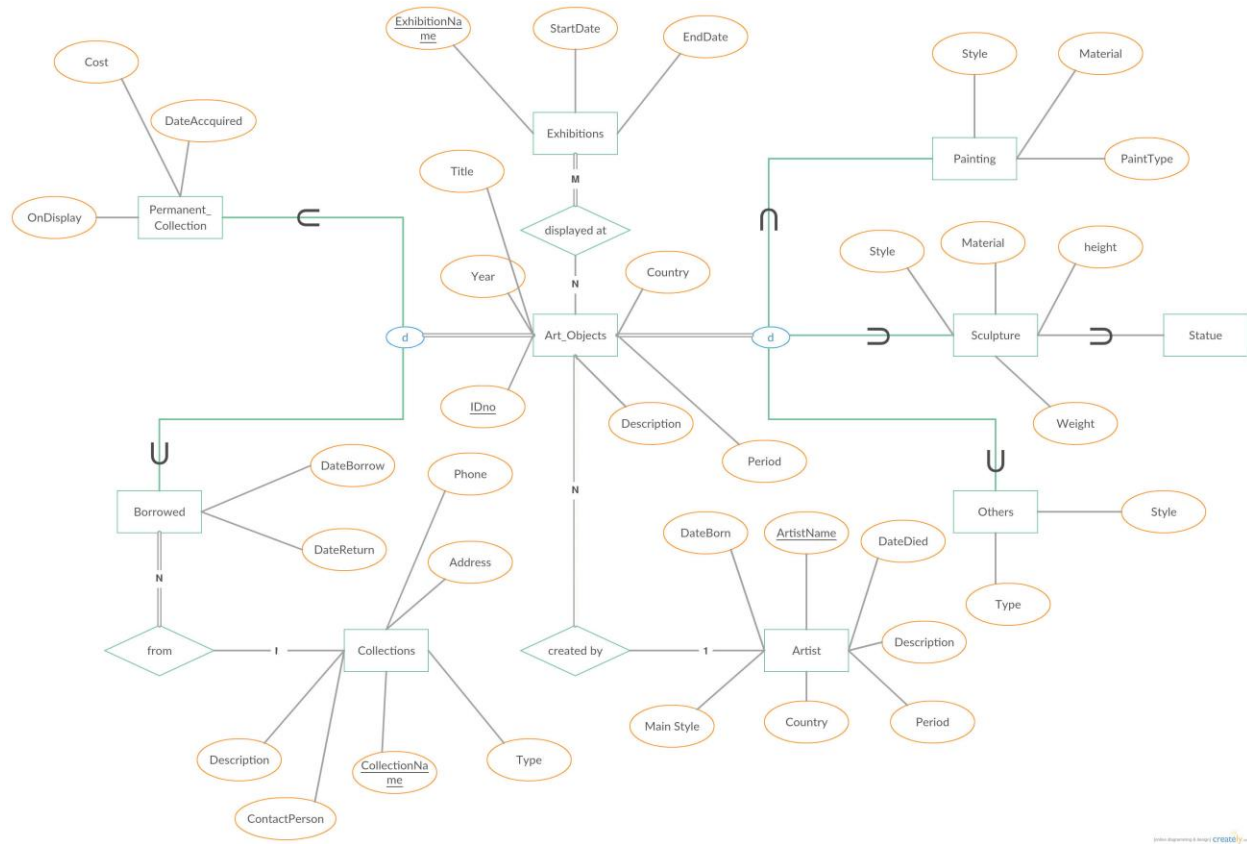 ExhibitionNa
me
StartDate
EndDate
Cost
DateAccquired
OnDisplay
Permanent_
Collection
Exhibitions
M
displayed at
N
Title
Year
Country
Style
Material
Painting
PaintType
Style
Material
height
d
Art_Objects
d
Sculpture
Statue
IDno
Description
Period
Weight
Borrowed
DateBorrow
DateReturn
N
from
I
Phone
Address
Collections
Description
ContactPerson
CollectionNa
me
Type
N
created by
1
DateBorn
ArtistName
DateDied
Artist
Description
Main Style
Country
Period
Others
Style
Type
creately